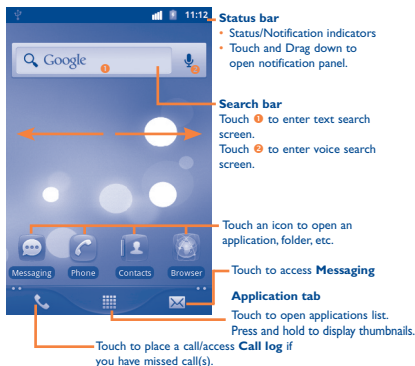 11:12
Status bar
• Status/Notification indicators
• Touch and Drag down to
open notification panel.
Google
1
2
Search bar
Touch 1 to enter text search
screen.
Touch 2 to enter voice search
screen.
Touch an icon to open an
application, folder, etc.
Messaging
Phone
Contacts
Browser
Touch to access Messaging
Application tab
Touch to open applications list.
Press and hold to display thumbnails.
Touch to place a call/access Call log if
you have missed call(s).